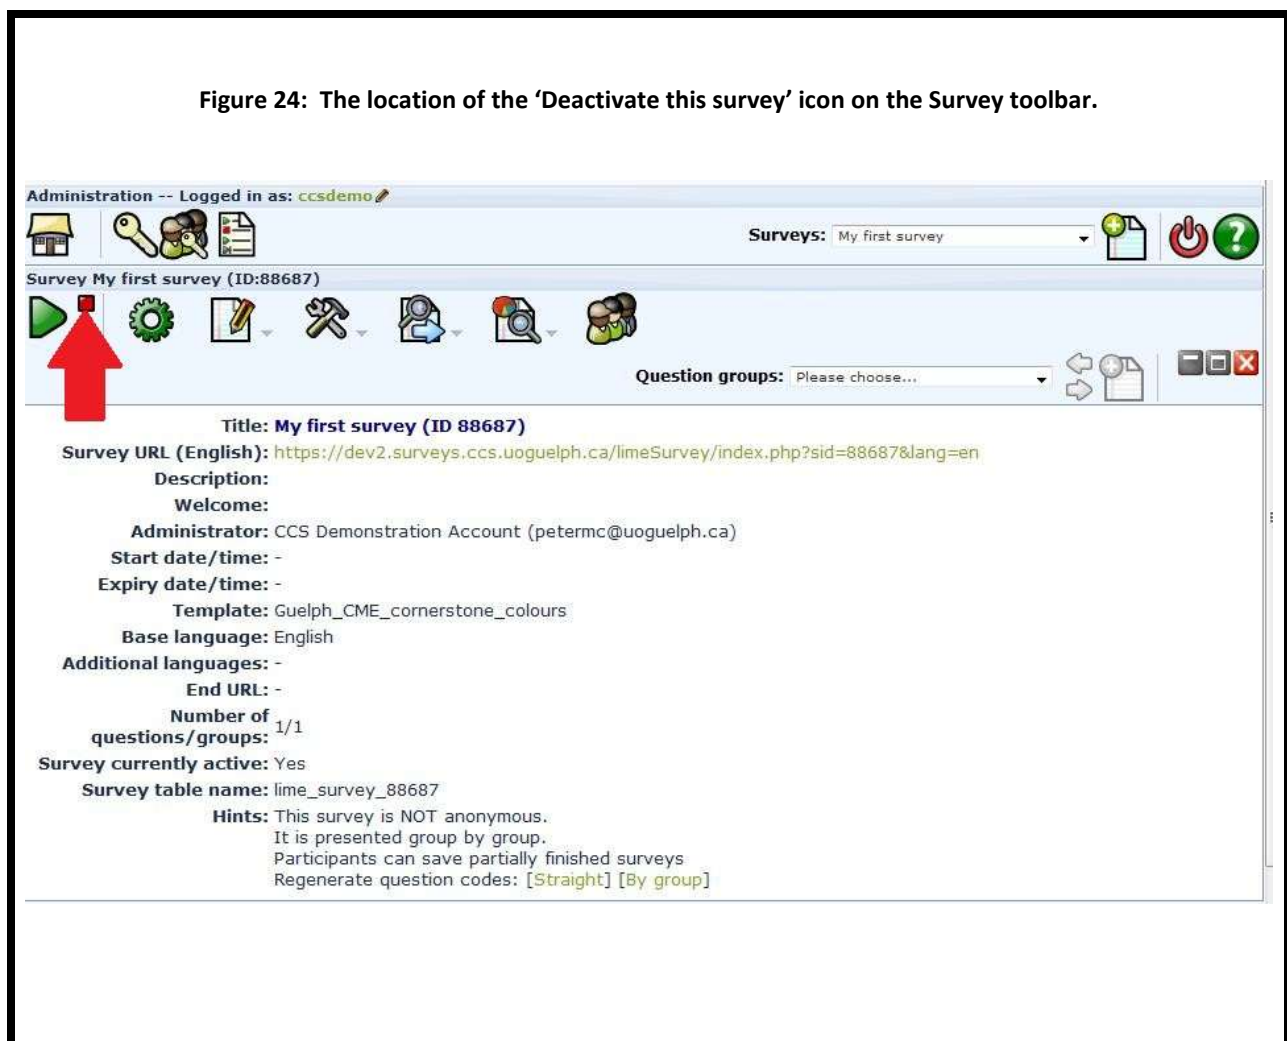 Figure 24:  The location of the ‘Deactivate this survey’ icon on the Survey toolbar.
Administration -- Logged in as: ccsdemo
Surveys: My first survey
Survey My first survey (ID:88687)
Question groups: Please choose...
Title: My first survey (ID 88687)
Survey URL (English): https://dev2.surveys.ccs.uoguelph.ca/limeSurvey/index.php?sid=88687&lang=en
Description:
Welcome:
Administrator: CCS Demonstration Account (petermc@uoguelph.ca)
Start date/time: -
Expiry date/time: -
Template: Guelph_CME_cornerstone_colours
Base language: English
Additional languages: -
End URL: -
Number of
questions/groups: 1/1
Survey currently active: Yes
Survey table name: lime_survey_88687
Hints: This survey is NOT anonymous.
It is presented group by group.
Participants can save partially finished surveys
Regenerate question codes: [Straight] [By group]